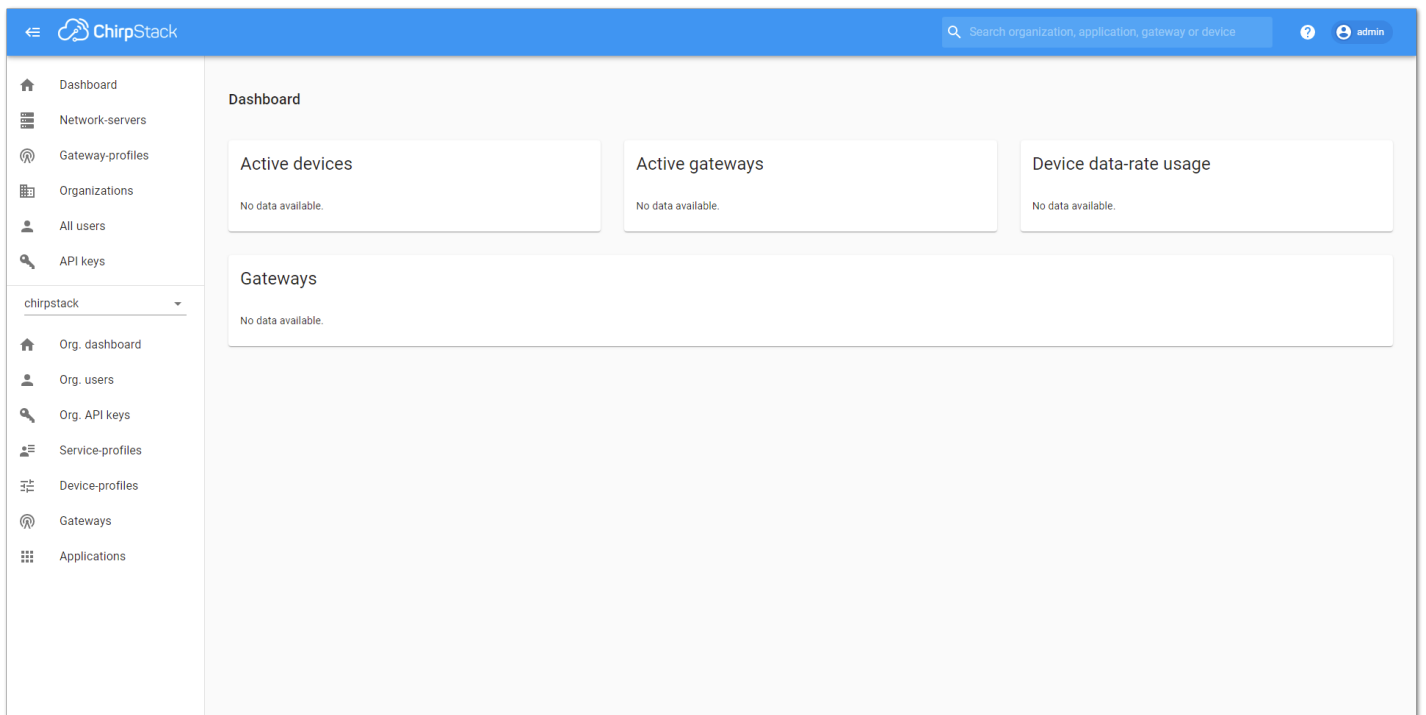 ChirpStack
Search organization, application, gateway or device
? admin
Dashboard
Network-servers
Gateway-profiles
Organizations
All users
API keys
chirpstack
Org. dashboard
Org. users
Org. API keys
Service-profiles
Device-profiles
Gateways
Applications
Dashboard
Active devices
No data available.
Active gateways
No data available.
Device data-rate usage
No data available.
Gateways
No data available.